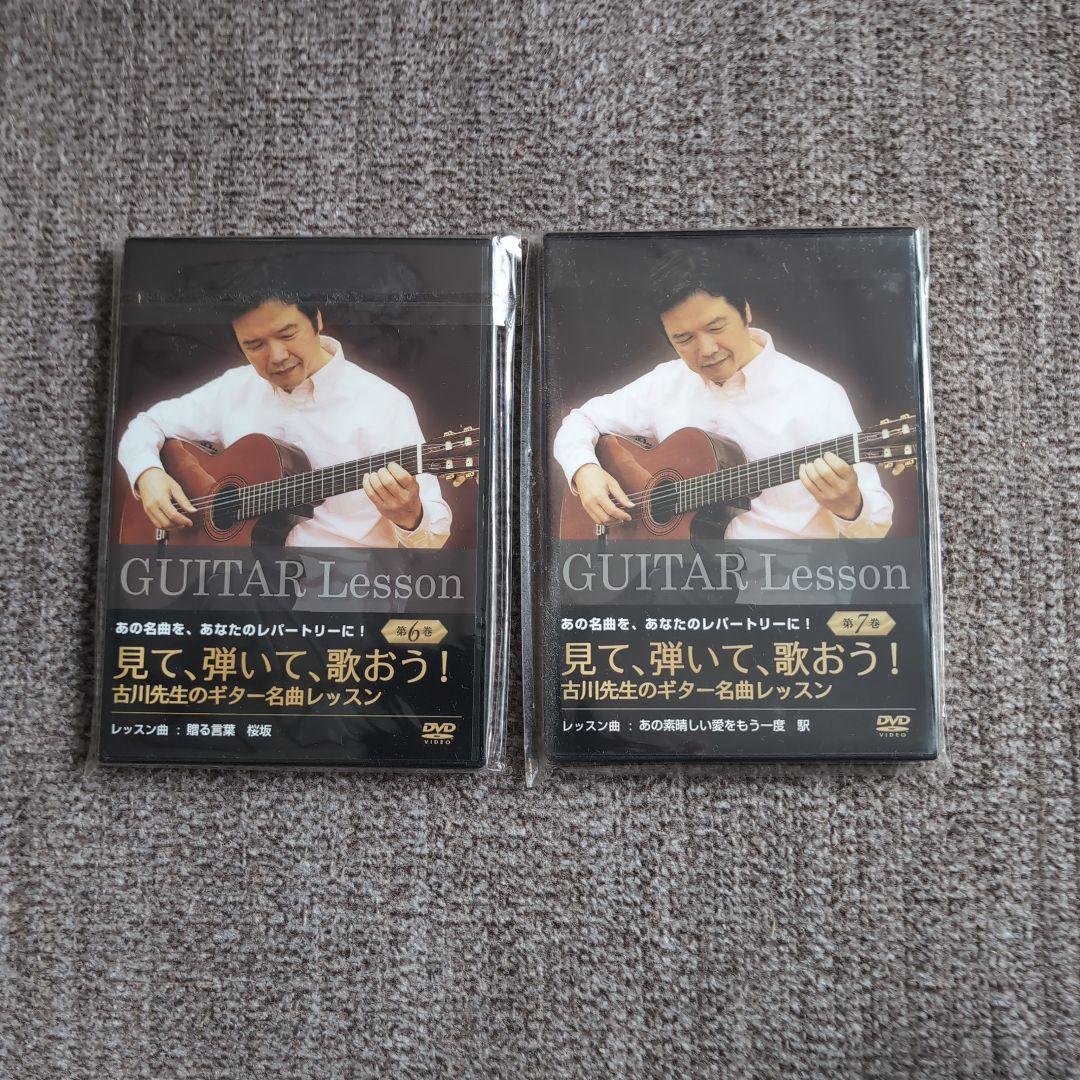 GUITAR Lesson
あの名曲を、あなたのレパートリーに！ 第6巻
見て、弾いて、歌おう！
古川先生のギター名曲レッスン
レッスン曲 : 贈る言葉 桜坂
DVD
VIDEO
GUITAR Lesson
あの名曲を、あなたのレパートリーに！ 第7巻
見て、弾いて、歌おう！
古川先生のギター名曲レッスン
レッスン曲 : あの素晴しい愛をもう一度 駅
DVD
VIDEO